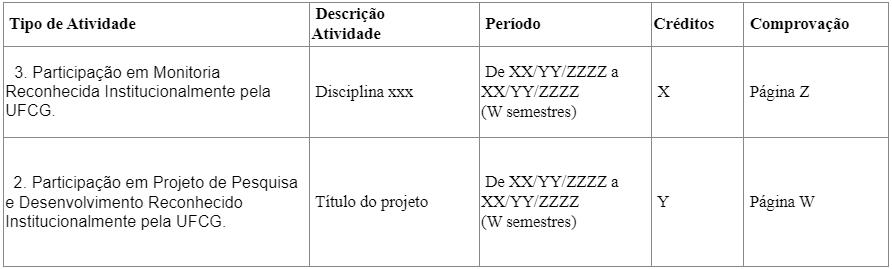 Tipo de Atividade
Descrição
Atividade
Período
Créditos
Comprovação
3. Participação em Monitoria
Reconhecida Institucionalmente pela
UFCG.
Disciplina xxx
De XX/YY/ZZZZ a
XX/YY/ZZZZ
(W semestres)
X
Página Z
2. Participação em Projeto de Pesquisa
e Desenvolvimento Reconhecido
Institucionalmente pela UFCG.
Título do projeto
De XX/YY/ZZZZ a
XX/YY/ZZZZ
(W semestres)
Y
Página W